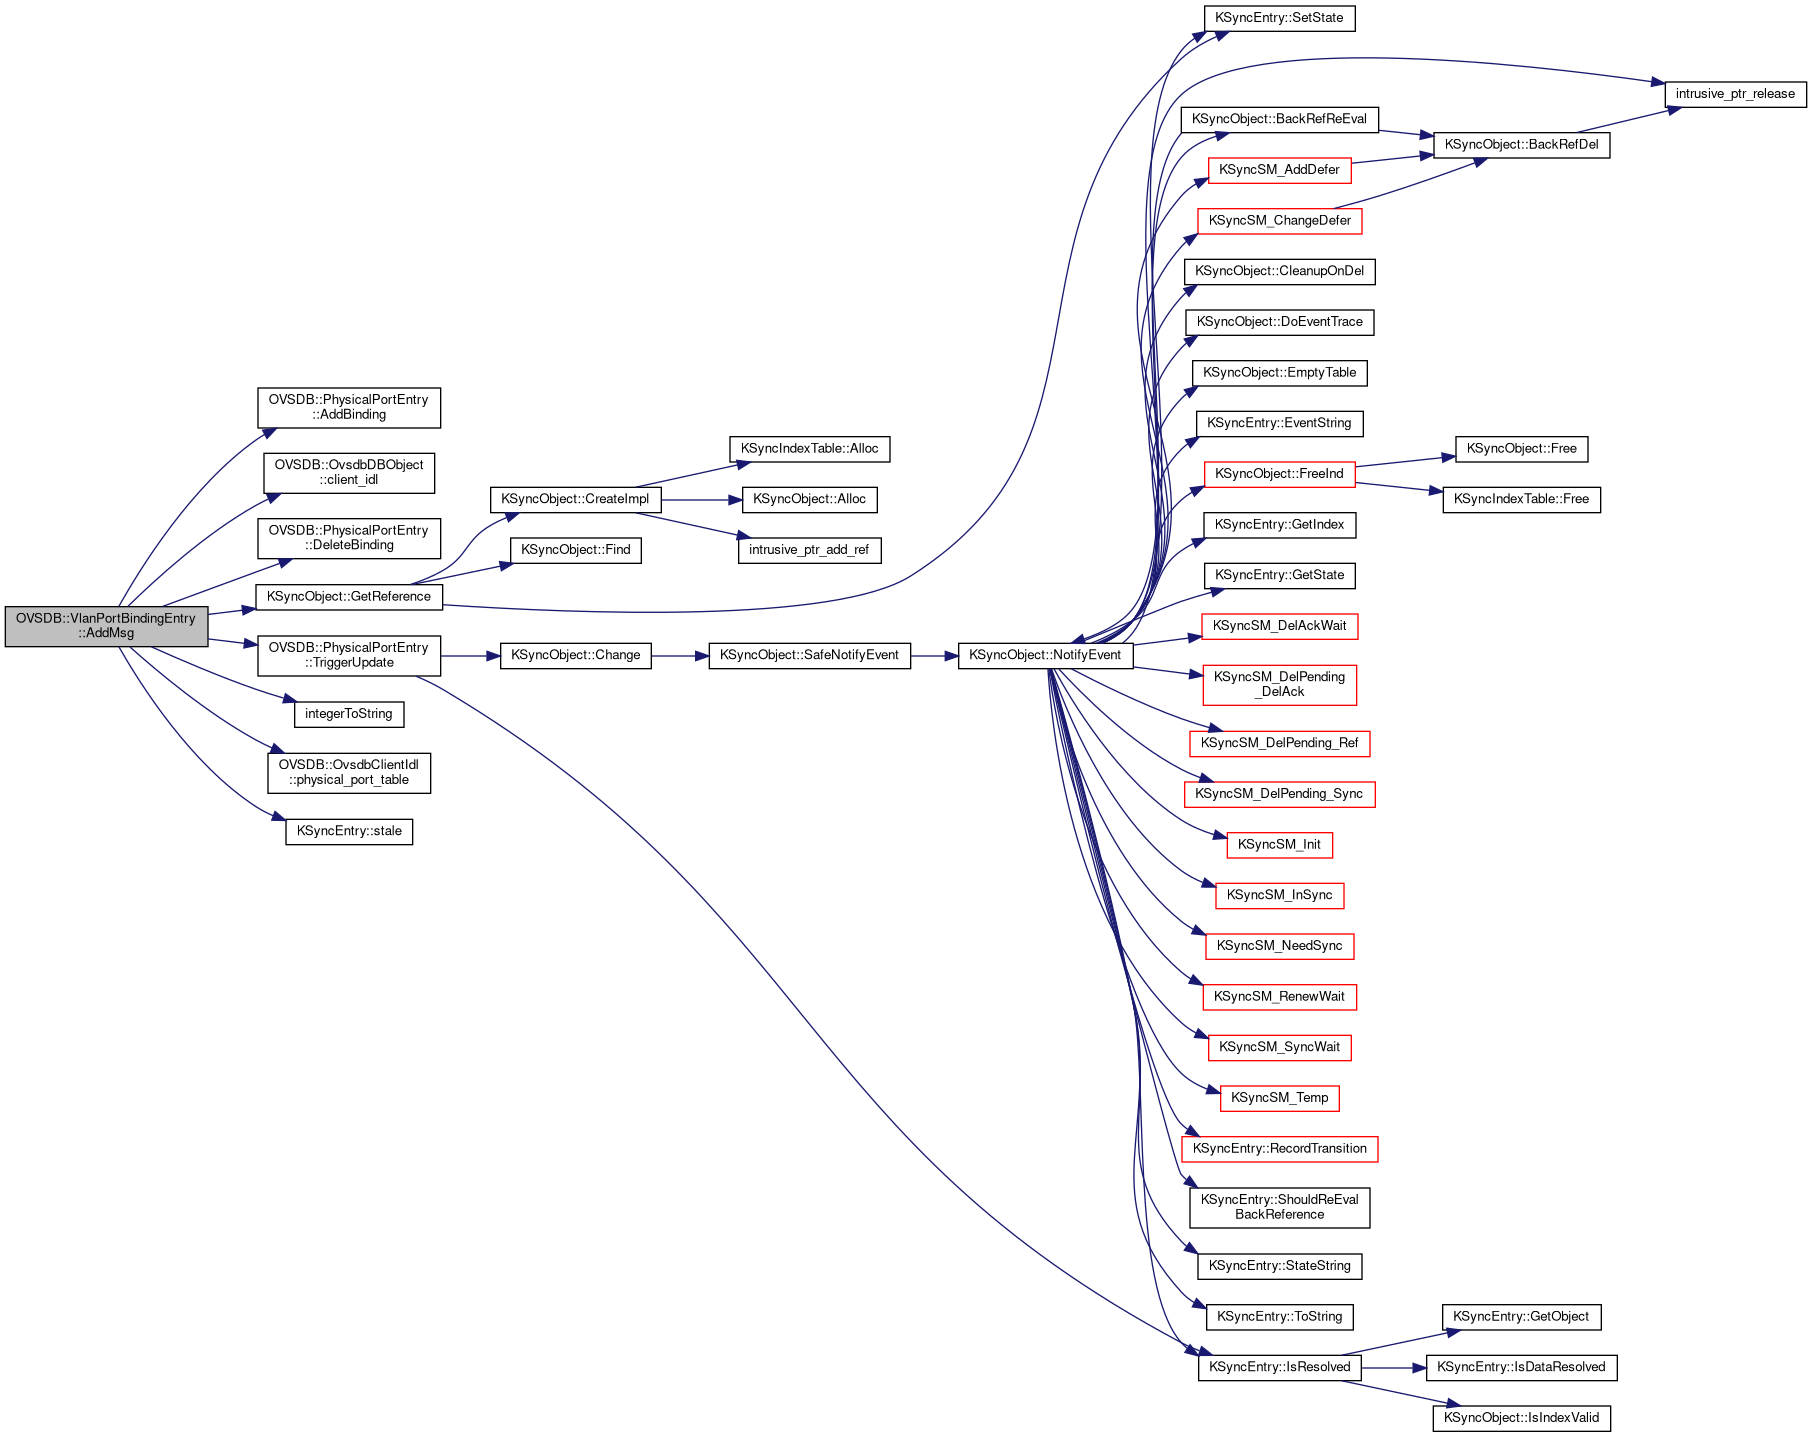 OVSDB::VlanPortBindingEntry
::AddMsg
OVSDB::PhysicalPortEntry
::AddBinding
OVSDB::OvsdbDBObject
::client_idl
OVSDB::PhysicalPortEntry
::DeleteBinding
KSyncObject::GetReference
OVSDB::PhysicalPortEntry
::TriggerUpdate
integerToString
OVSDB::OvsdbClientIdl
::physical_port_table
KSyncEntry::stale
KSyncObject::CreateImpl
KSyncObject::Find
KSyncObject::Change
KSyncIndexTable::Alloc
KSyncObject::Alloc
intrusive_ptr_add_ref
KSyncObject::SafeNotifyEvent
KSyncObject::NotifyEvent
KSyncEntry::SetState
KSyncObject::BackRefReEval
KSyncSM_AddDefer
KSyncSM_ChangeDefer
KSyncObject::CleanupOnDel
KSyncObject::DoEventTrace
KSyncObject::EmptyTable
KSyncEntry::EventString
KSyncObject::FreeInd
KSyncEntry::GetIndex
KSyncEntry::GetState
KSyncSM_DelAckWait
KSyncSM_DelPending
_DelAck
KSyncSM_DelPending_Ref
KSyncSM_DelPending_Sync
KSyncSM_Init
KSyncSM_InSync
KSyncSM_NeedSync
KSyncSM_RenewWait
KSyncSM_SyncWait
KSyncSM_Temp
KSyncEntry::RecordTransition
KSyncEntry::ShouldReEval
BackReference
KSyncEntry::StateString
KSyncEntry::ToString
KSyncEntry::IsResolved
intrusive_ptr_release
KSyncObject::BackRefDel
KSyncObject::Free
KSyncIndexTable::Free
KSyncEntry::GetObject
KSyncEntry::IsDataResolved
KSyncObject::IsIndexValid